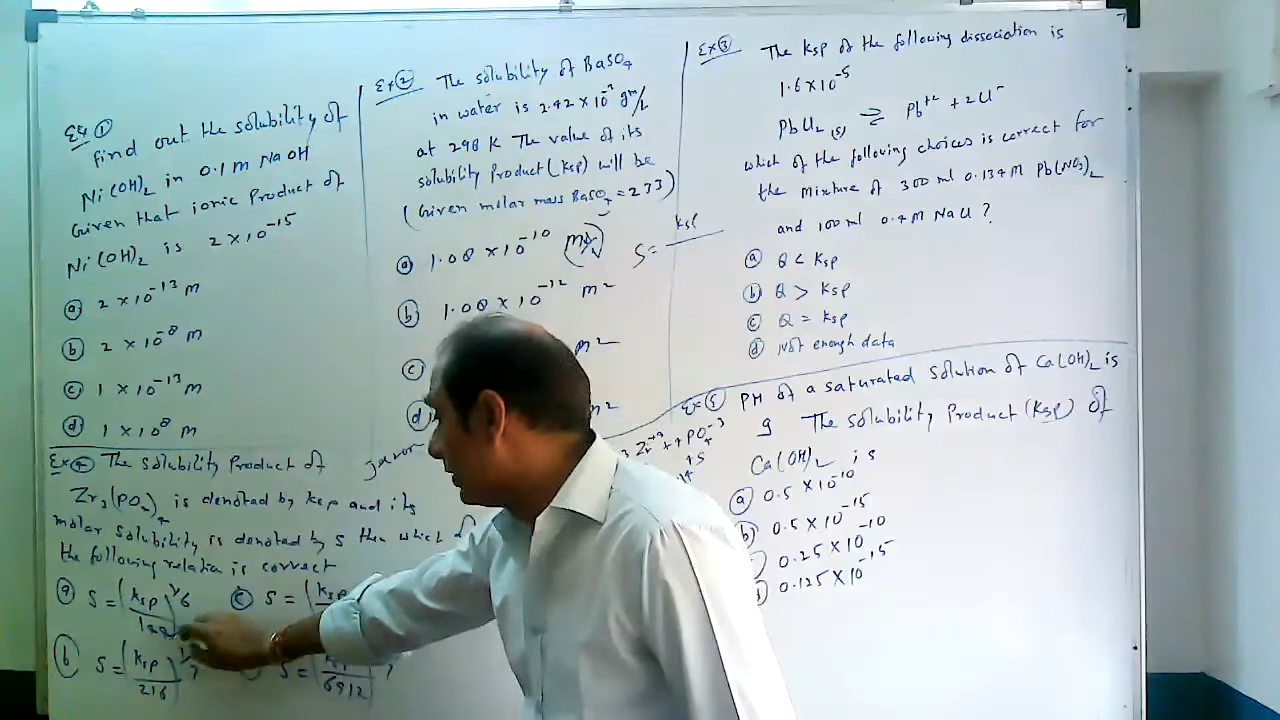 Ex ①
find out the solubility of
Ni(OH)₂ in 0.1 m NaOH
Given that ionic Product of
Ni(OH)₂ is 2 × 10⁻¹⁵
ⓐ 2 × 10⁻¹³ m
ⓑ 2 × 10⁻⁸ m
ⓒ 1 × 10⁻¹³ m
ⓓ 1 × 10⁸ m
Ex ②
The solubility of BaSO₄
in water is 2.42 × 10⁻³ gm/L
at 298 K The value of its
solubility Product (Ksp) will be
(Given molar mass BaSO₄ = 233)
ⓐ 1.08 × 10⁻¹⁰
ⓑ 1.08 × 10⁻¹² m²
ⓒ m²
ⓓ m²
S = Ksp
Ex ③
The Ksp of the following dissociation is
1.6 × 10⁻⁵
PbCl₂ (s) ⇌ Pb⁺² + 2Cl⁻
which of the following choices is correct for
the mixture of 300 ml 0.134 M Pb(NO₃)₂
and 100 ml 0.4 M NaCl ?
ⓐ Q < Ksp
ⓑ Q > Ksp
ⓒ Q = Ksp
ⓓ Not enough data
Ex ④ The solubility Product of
Zr₃(PO₄)₄ is denoted by Ksp and its
molar solubility is denoted by S then which of
the following relation is correct
ⓐ S = (Ksp
ⓒ S = (Ksp
ⓑ S = (Ksp/216)
S = (6912)
3 Zr⁺⁴ + 4 PO₄⁻³
4S
Ex ⑤ PH of a saturated solution of Ca(OH)₂ is
9 The solubility Product (Ksp) of
Ca(OH)₂ is
ⓐ 0.5 × 10⁻¹⁰
ⓑ 0.5 × 10⁻¹⁵
0.25 × 10⁻¹⁰
0.125 × 10⁻¹⁵